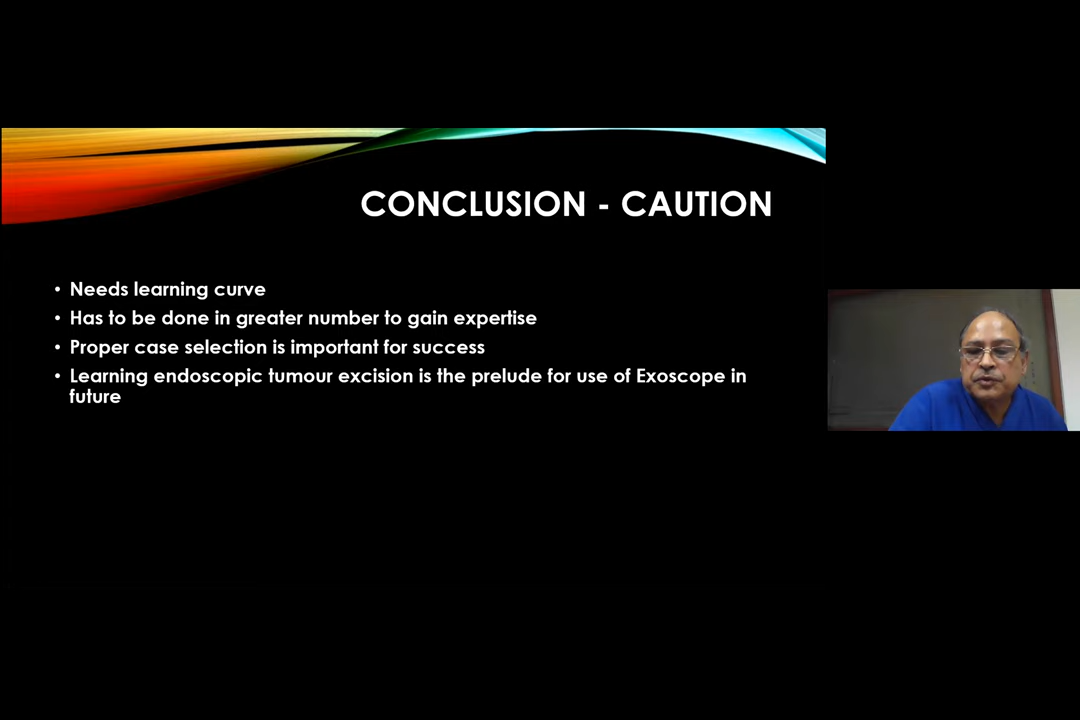 CONCLUSION - CAUTION
• Needs learning curve
• Has to be done in greater number to gain expertise
• Proper case selection is important for success
• Learning endoscopic tumour excision is the prelude for use of Exoscope in
future